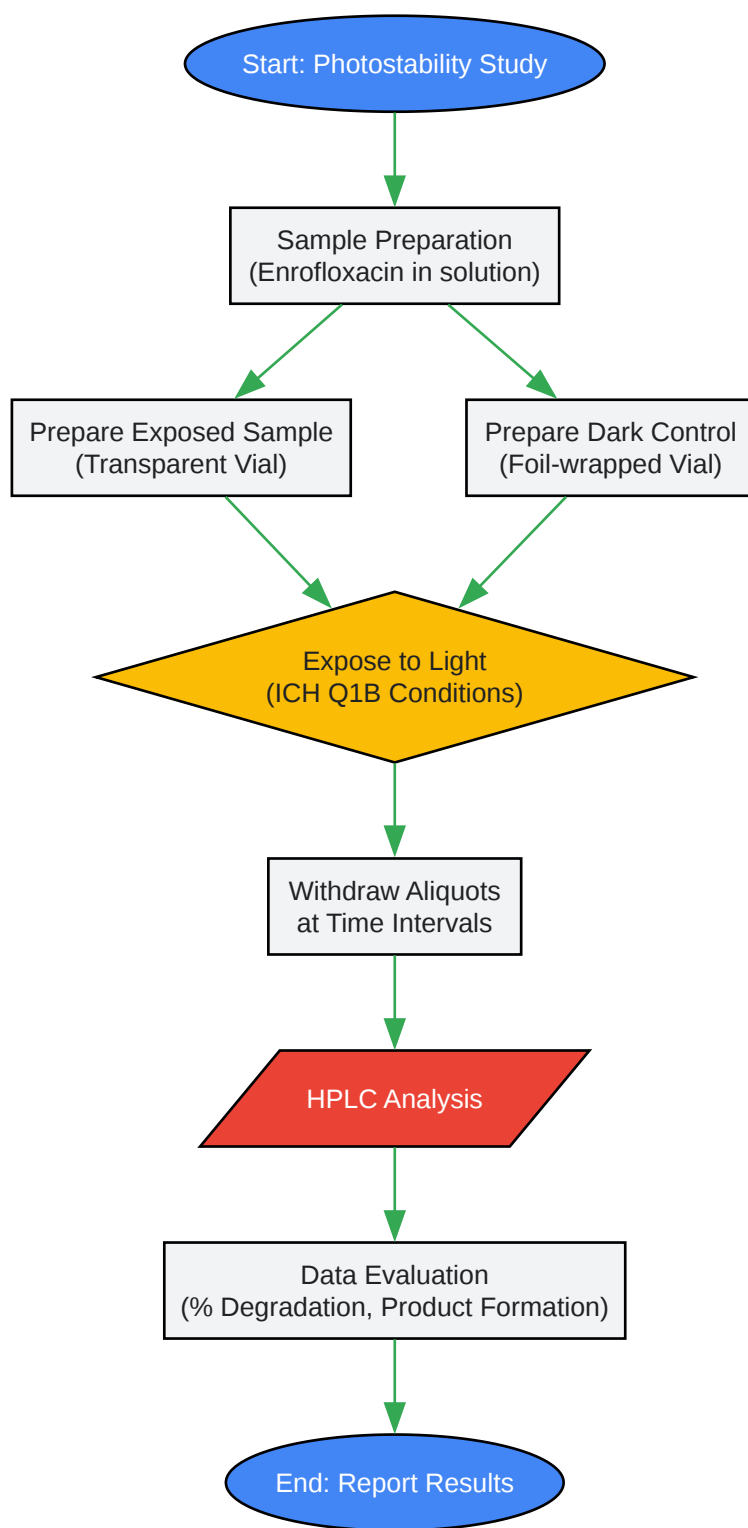 Start: Photostability Study
Sample Preparation
(Enrofloxacin in solution)
Prepare Exposed Sample
(Transparent Vial)
Prepare Dark Control
(Foil-wrapped Vial)
Expose to Light
(ICH Q1B Conditions)
Withdraw Aliquots
at Time Intervals
HPLC Analysis
Data Evaluation
(% Degradation, Product Formation)
End: Report Results